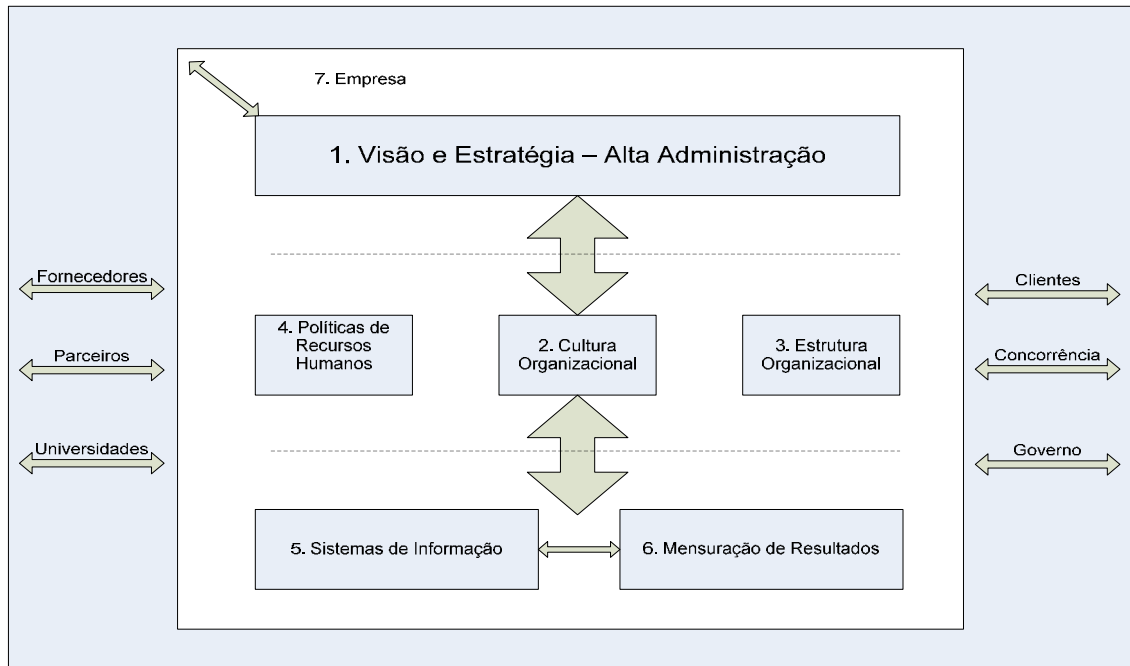 7. Empresa
1. Visão e Estratégia – Alta Administração
Fornecedores
Parceiros
Universidades
4. Políticas de
Recursos
Humanos
2. Cultura
Organizacional
3. Estrutura
Organizacional
Clientes
Concorrência
Governo
5. Sistemas de Informação
6. Mensuração de Resultados